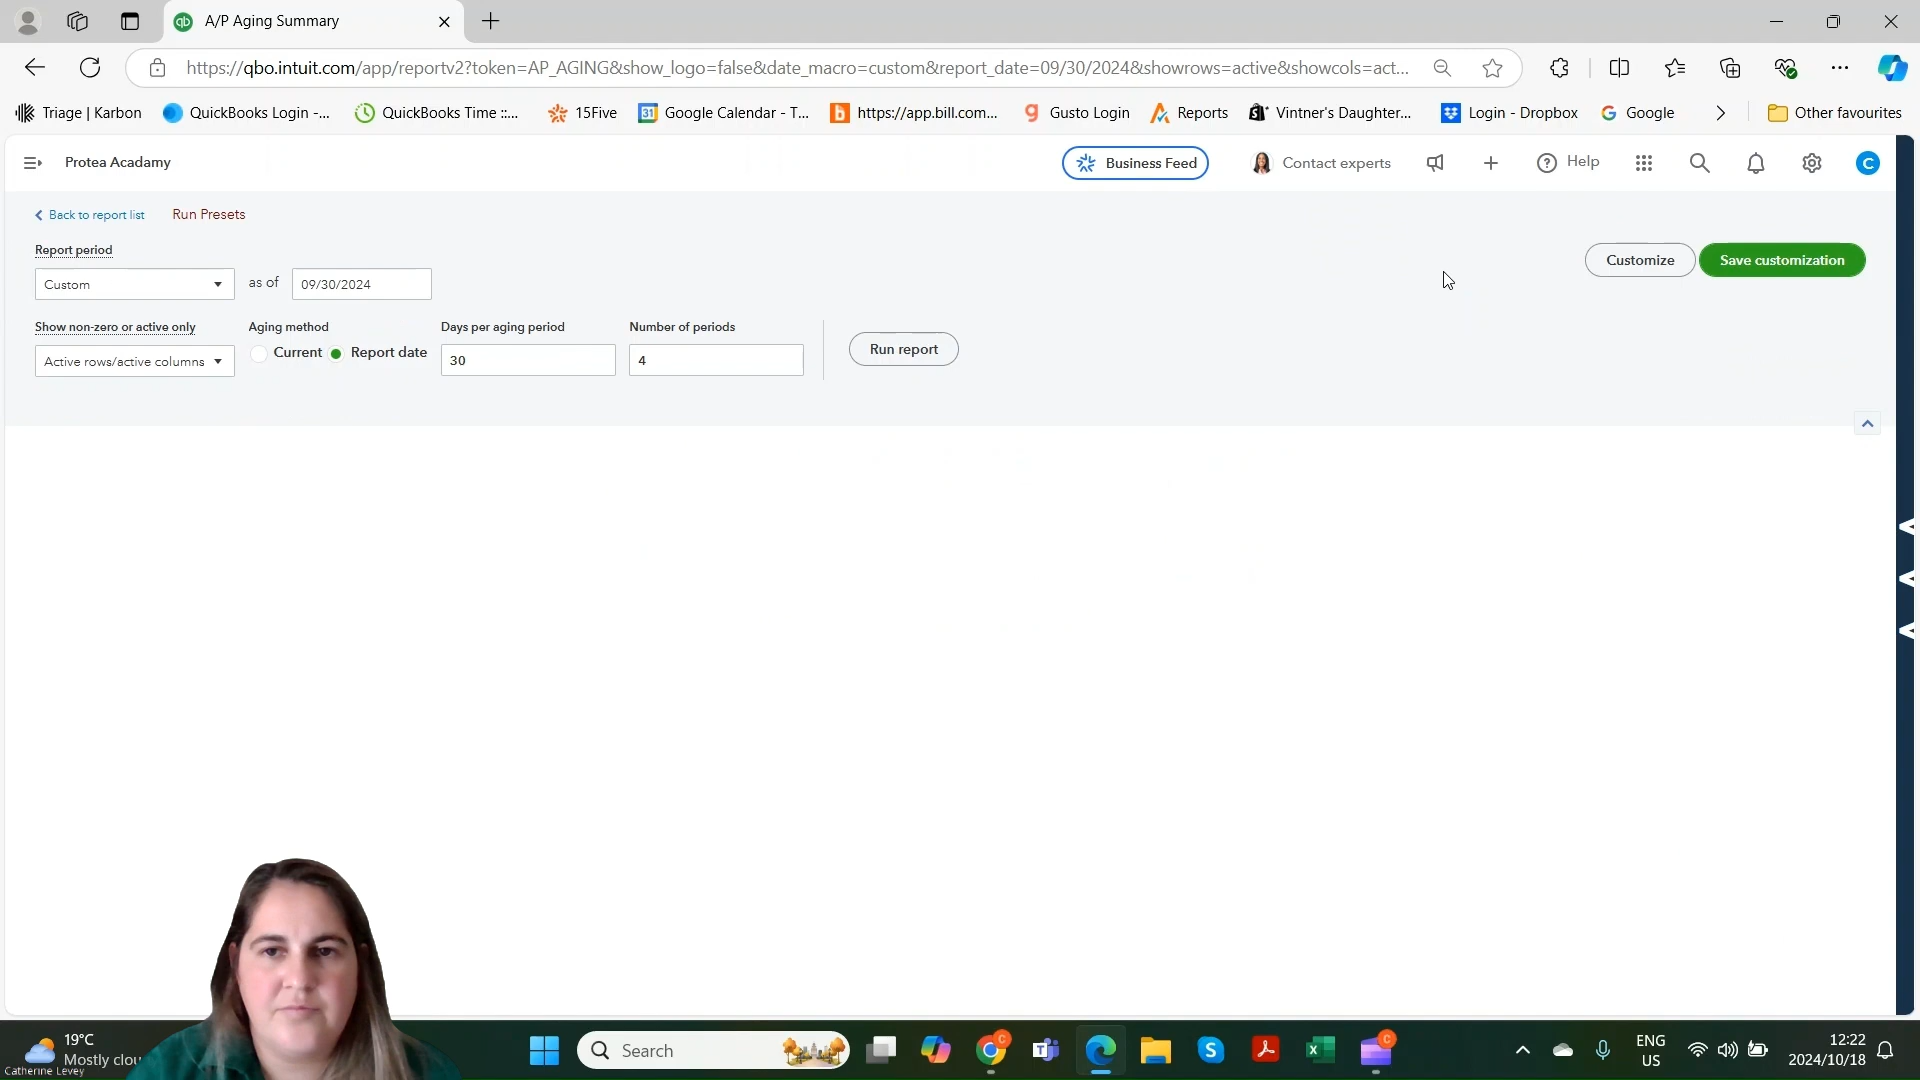 A/P Aging Summary
https://qbo.intuit.com/app/reportv2?token=AP_AGING&show_logo=false&date_macro=custom&report_date=09/30/2024&showrows=active&showcols=act...
Triage | Karbon QuickBooks Login -... QuickBooks Time ::... 15Five Google Calendar - T... https://app.bill.com... Gusto Login Reports Vintner's Daughter... Login - Dropbox Google Other favourites
Protea Acadamy Business Feed Contact experts Help C
Back to report list Run Presets
Report period
Custom as of 09/30/2024 Customize Save customization
Show non-zero or active only Aging method Days per aging period Number of periods
Active rows/active columns Current Report date 30 4 Run report
19°C
Mostly clou
Catherine Levey
Search
ENG
US
12:22
2024/10/18